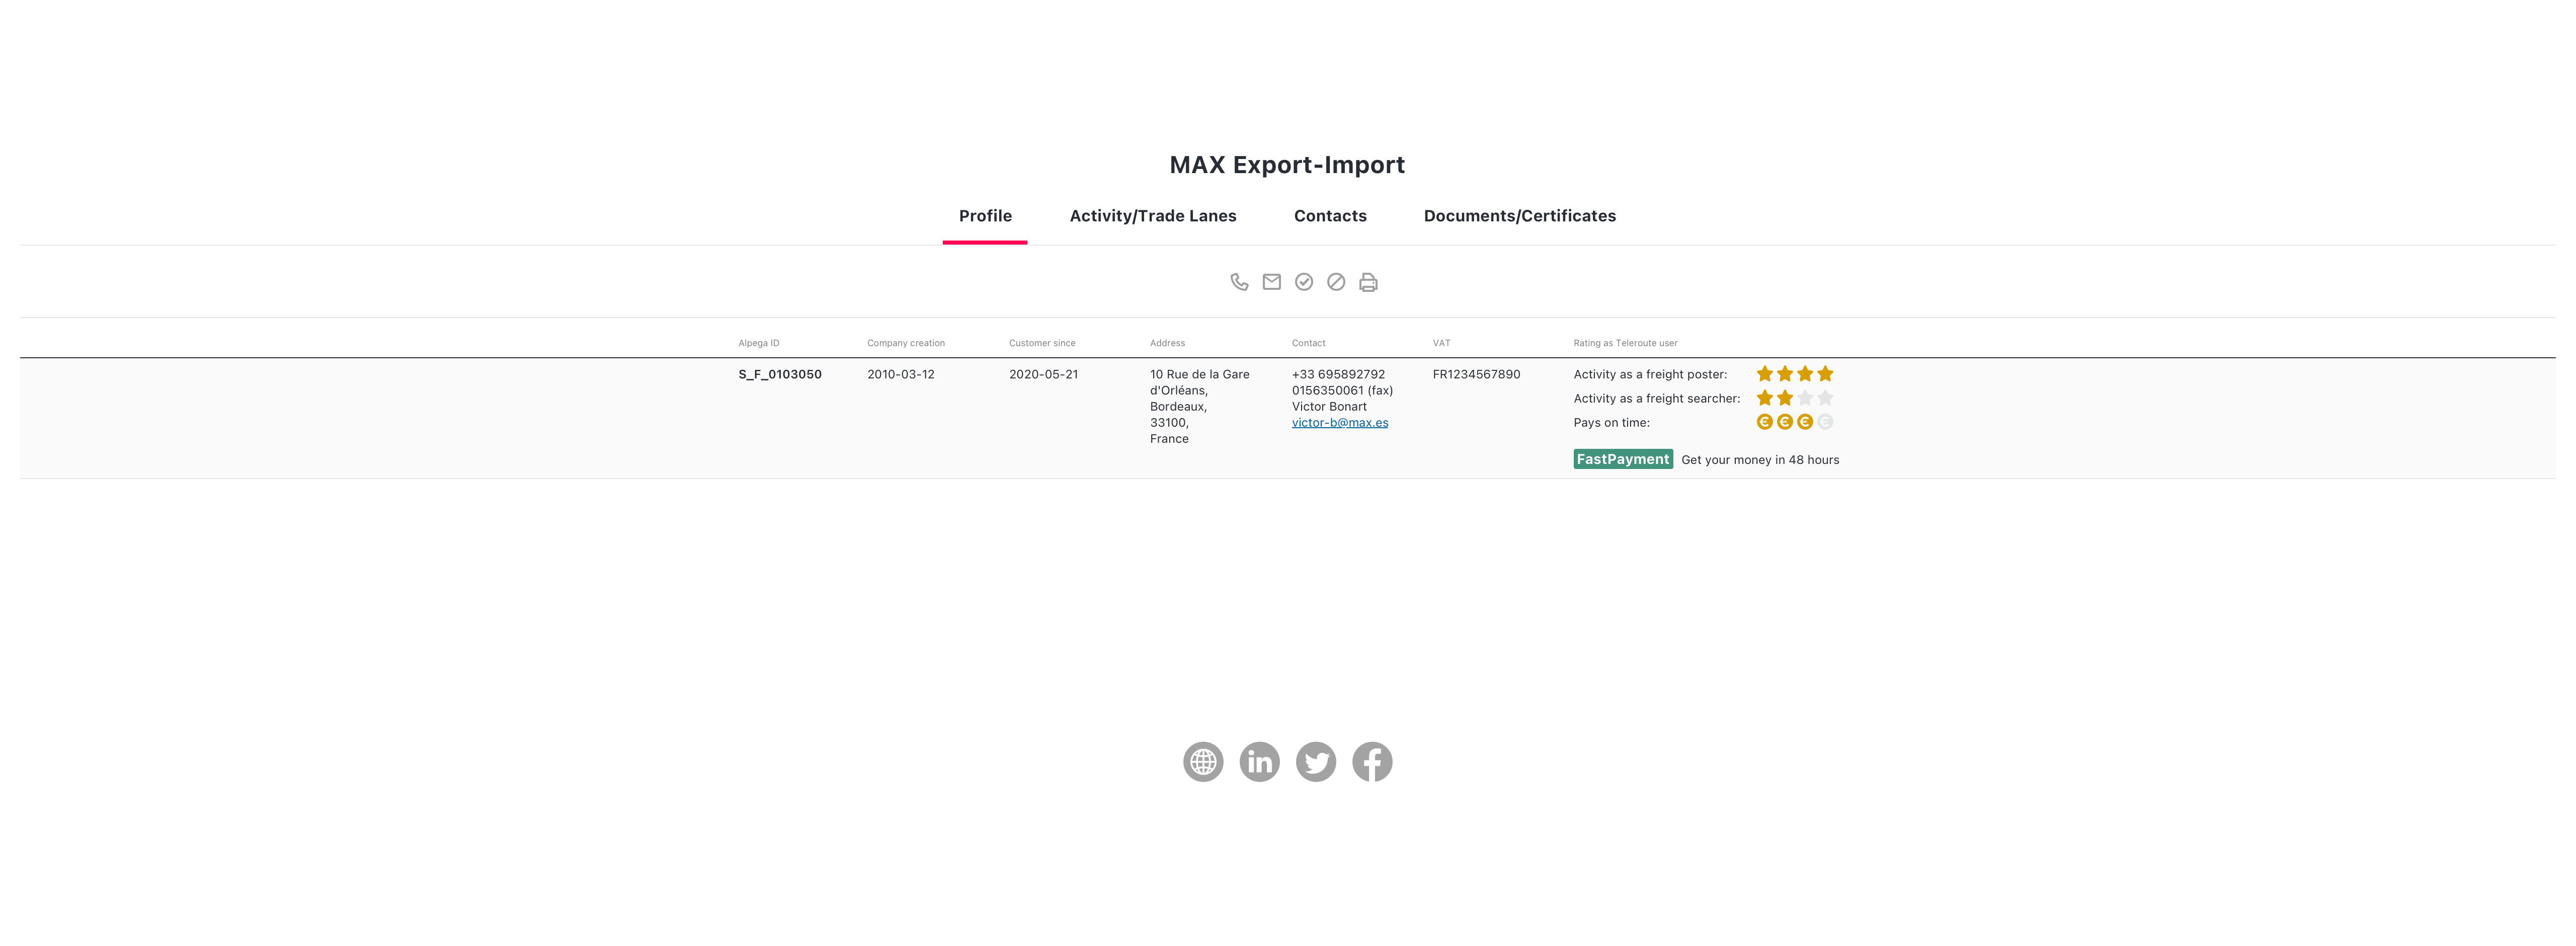 MAX Export-Import
Profile
Activity/Trade Lanes
Contacts
Documents/Certificates
Alpega ID
Company creation
Customer since
Address
Contact
VAT
Rating as Teleroute user
S_F_0103050
2010-03-12
2020-05-21
10 Rue de la Gare
d'Orléans,
Bordeaux,
33100,
France
+33 695892792
0156350061 (fax)
Victor Bonart
victor-b@max.es
FR1234567890
Activity as a freight poster:
Activity as a freight searcher:
Pays on time:
FastPayment Get your money in 48 hours